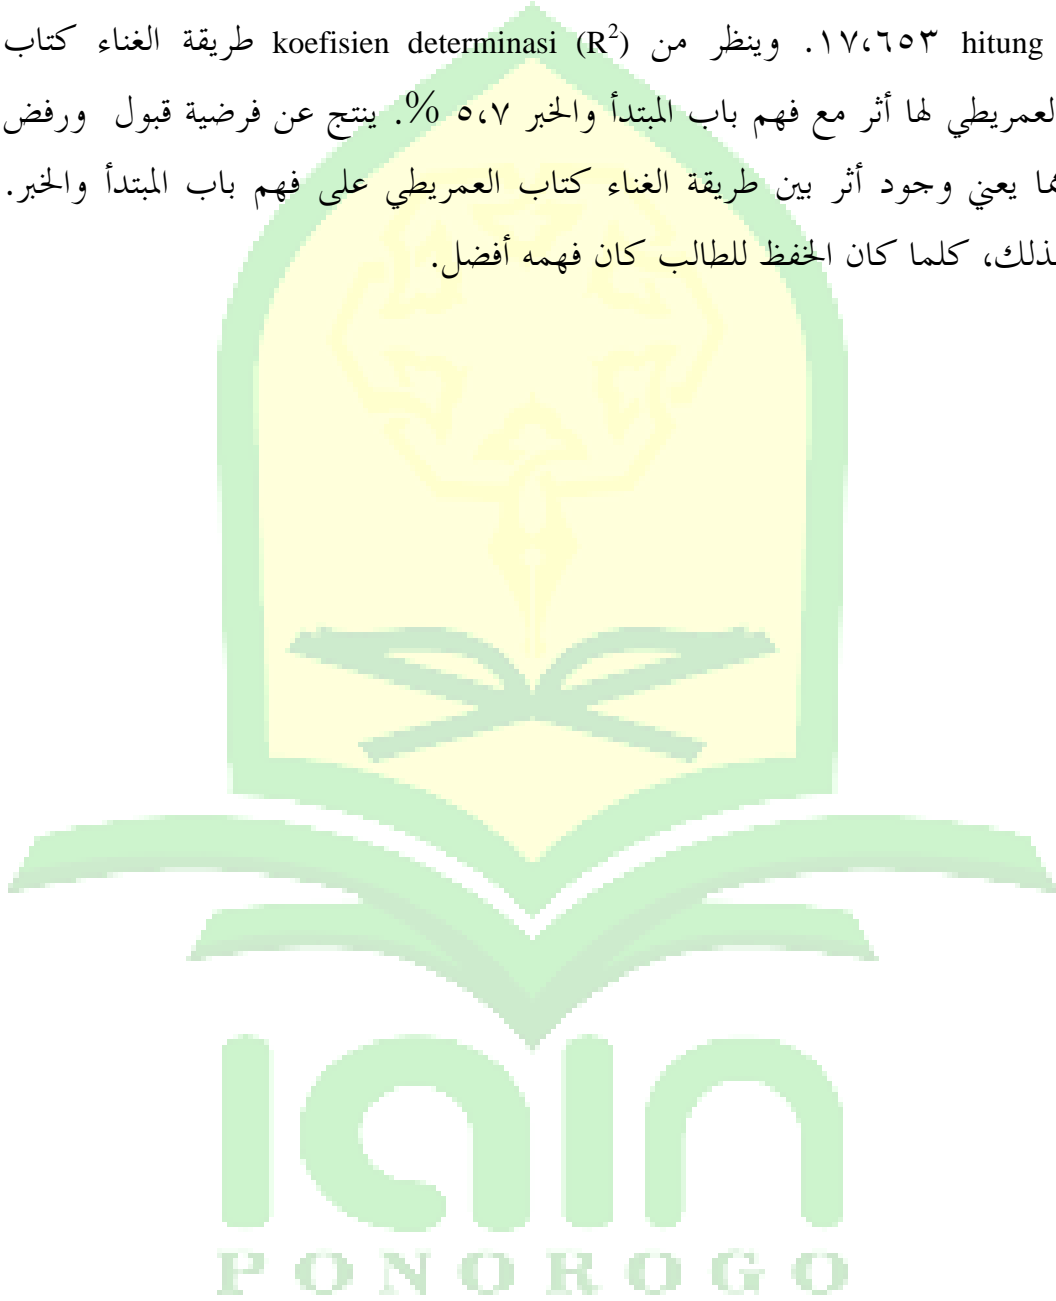 hitung ١٧،٦٥٣. وينظر من koefisien determinasi (R²) طريقة الغناء كتاب
لعمريطي لها أثر مع فهم باب المبتدأ والخبر ٥،٧ %. ينتج عن فرضية قبول ورفض
يعني وجود أثر بين طريقة الغناء كتاب العمريطي على فهم باب المبتدأ والخبر.
ذلك، كلما كان الحفظ للطالب كان فهمه أفضل.
iain
PONOROGO